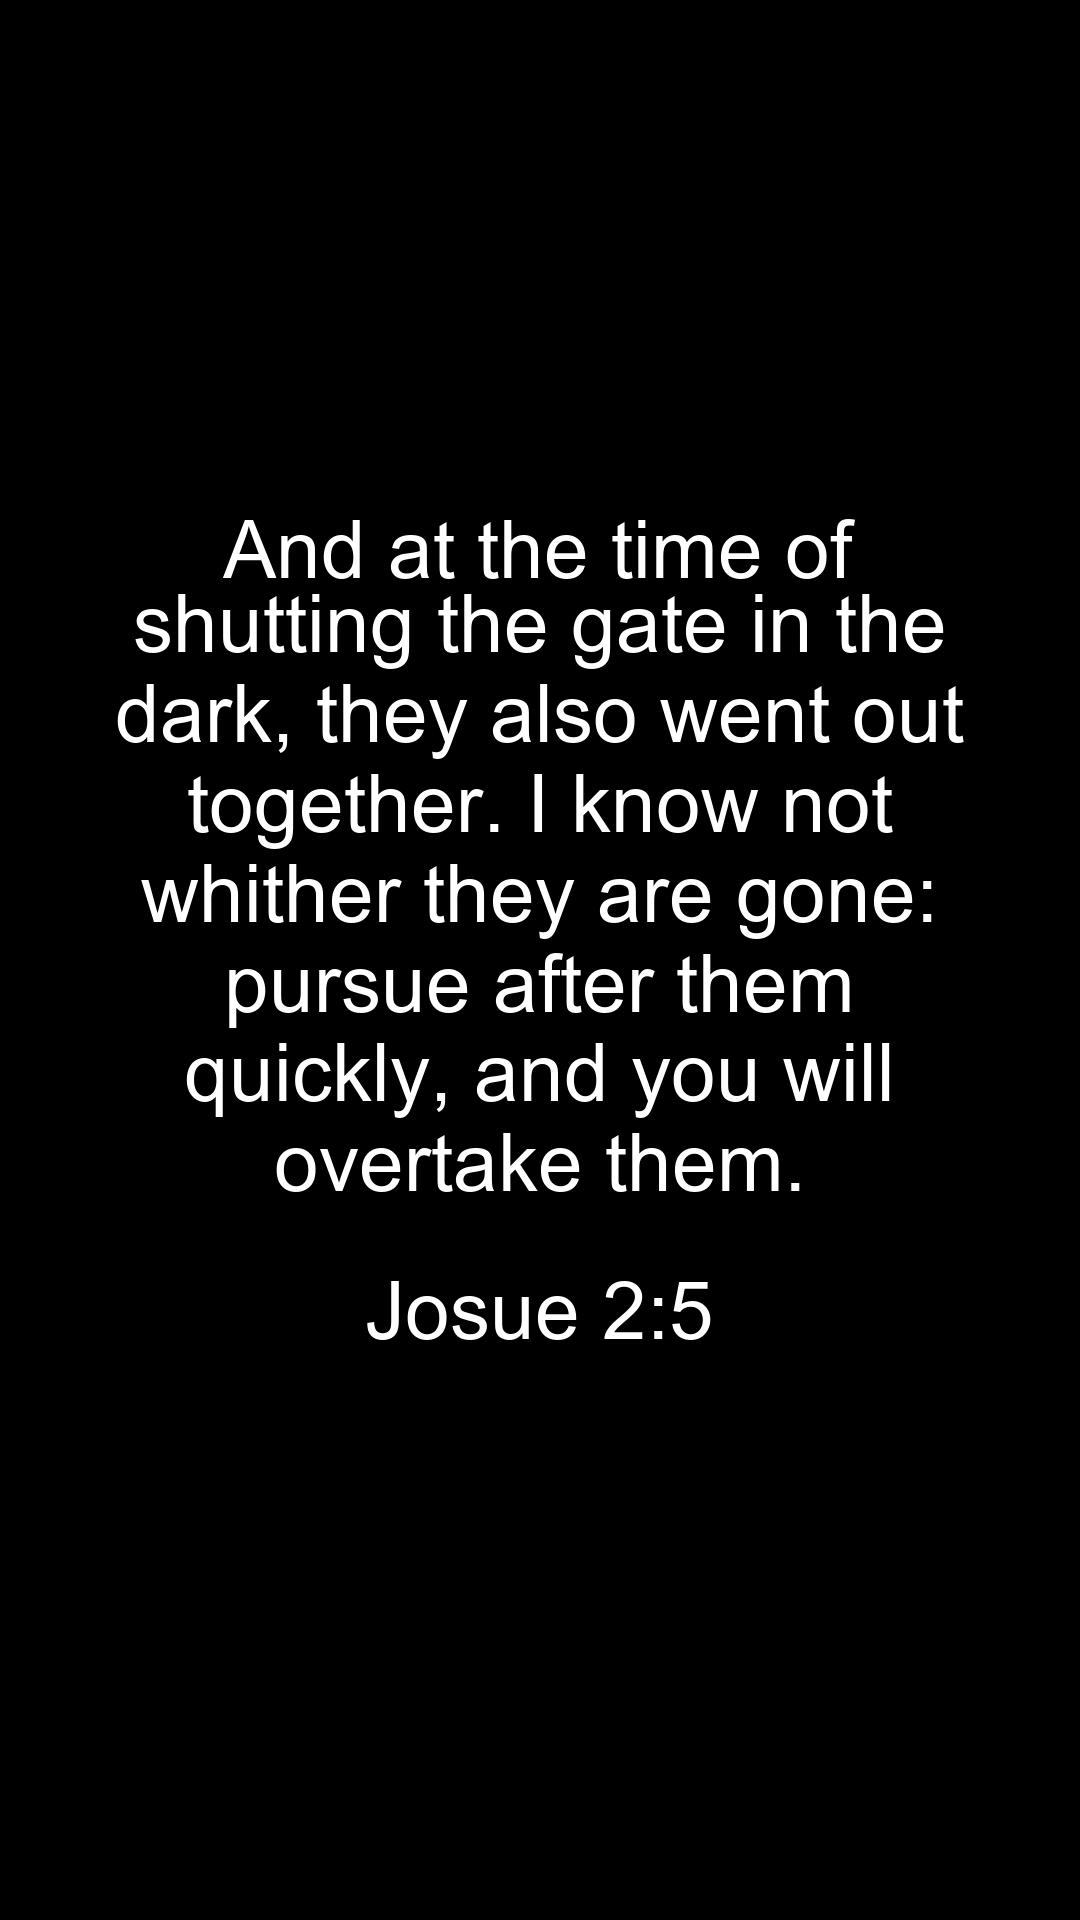 And at the time of
shutting the gate in the
dark, they also went out
together. I know not
whither they are gone:
pursue after them
quickly, and you will
overtake them.
Josue 2:5